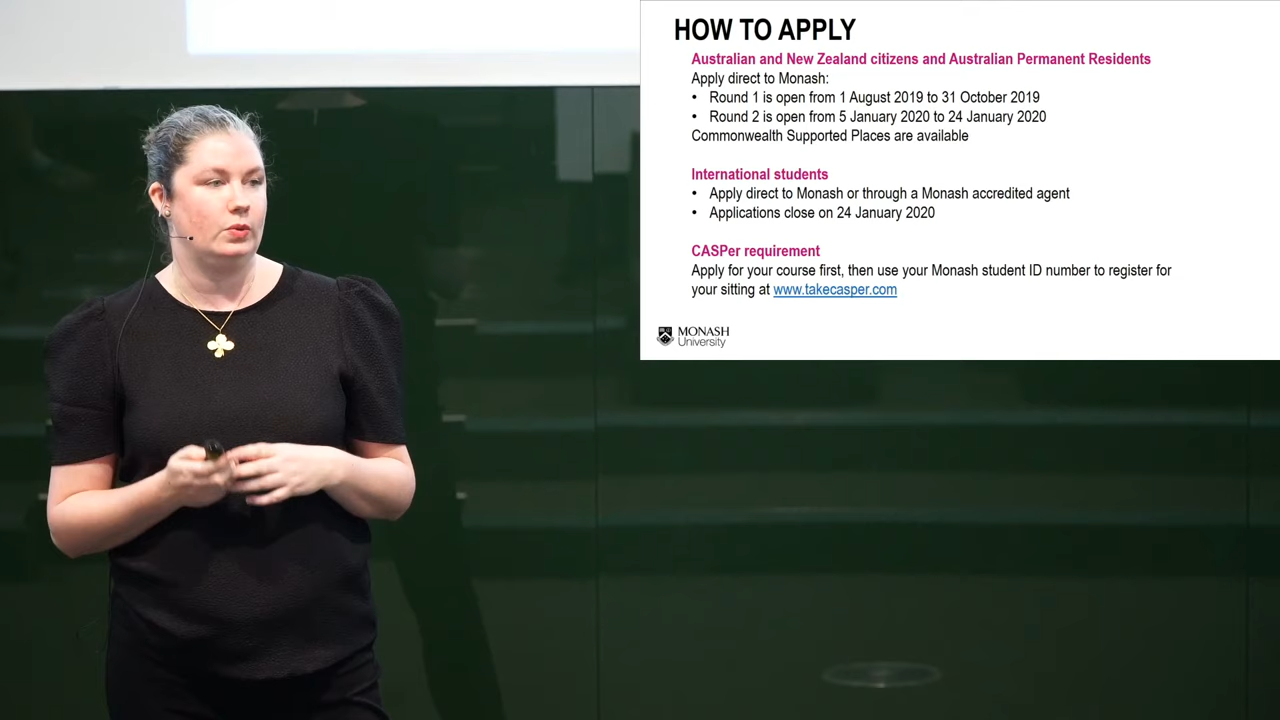 HOW TO APPLY
Australian and New Zealand citizens and Australian Permanent Residents
Apply direct to Monash:
• Round 1 is open from 1 August 2019 to 31 October 2019
• Round 2 is open from 5 January 2020 to 24 January 2020
Commonwealth Supported Places are available
International students
• Apply direct to Monash or through a Monash accredited agent
• Applications close on 24 January 2020
CASPer requirement
Apply for your course first, then use your Monash student ID number to register for
your sitting at www.takecasper.com
MONASH
University